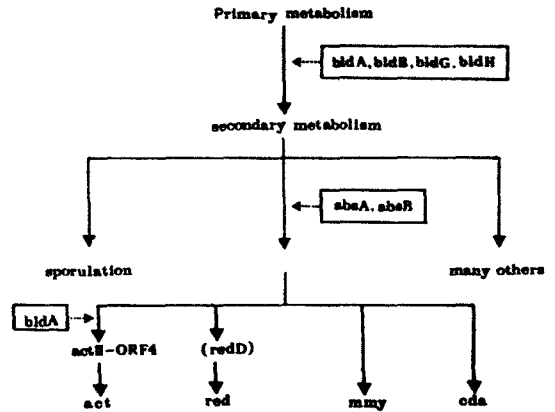 Primary metabolism
bldA, bldB, bldG, bldH
secondary metabolism
absA, absB
sporulation
many others
bldA
actⅡ-ORF4
(redD)
act
red
mmy
cda